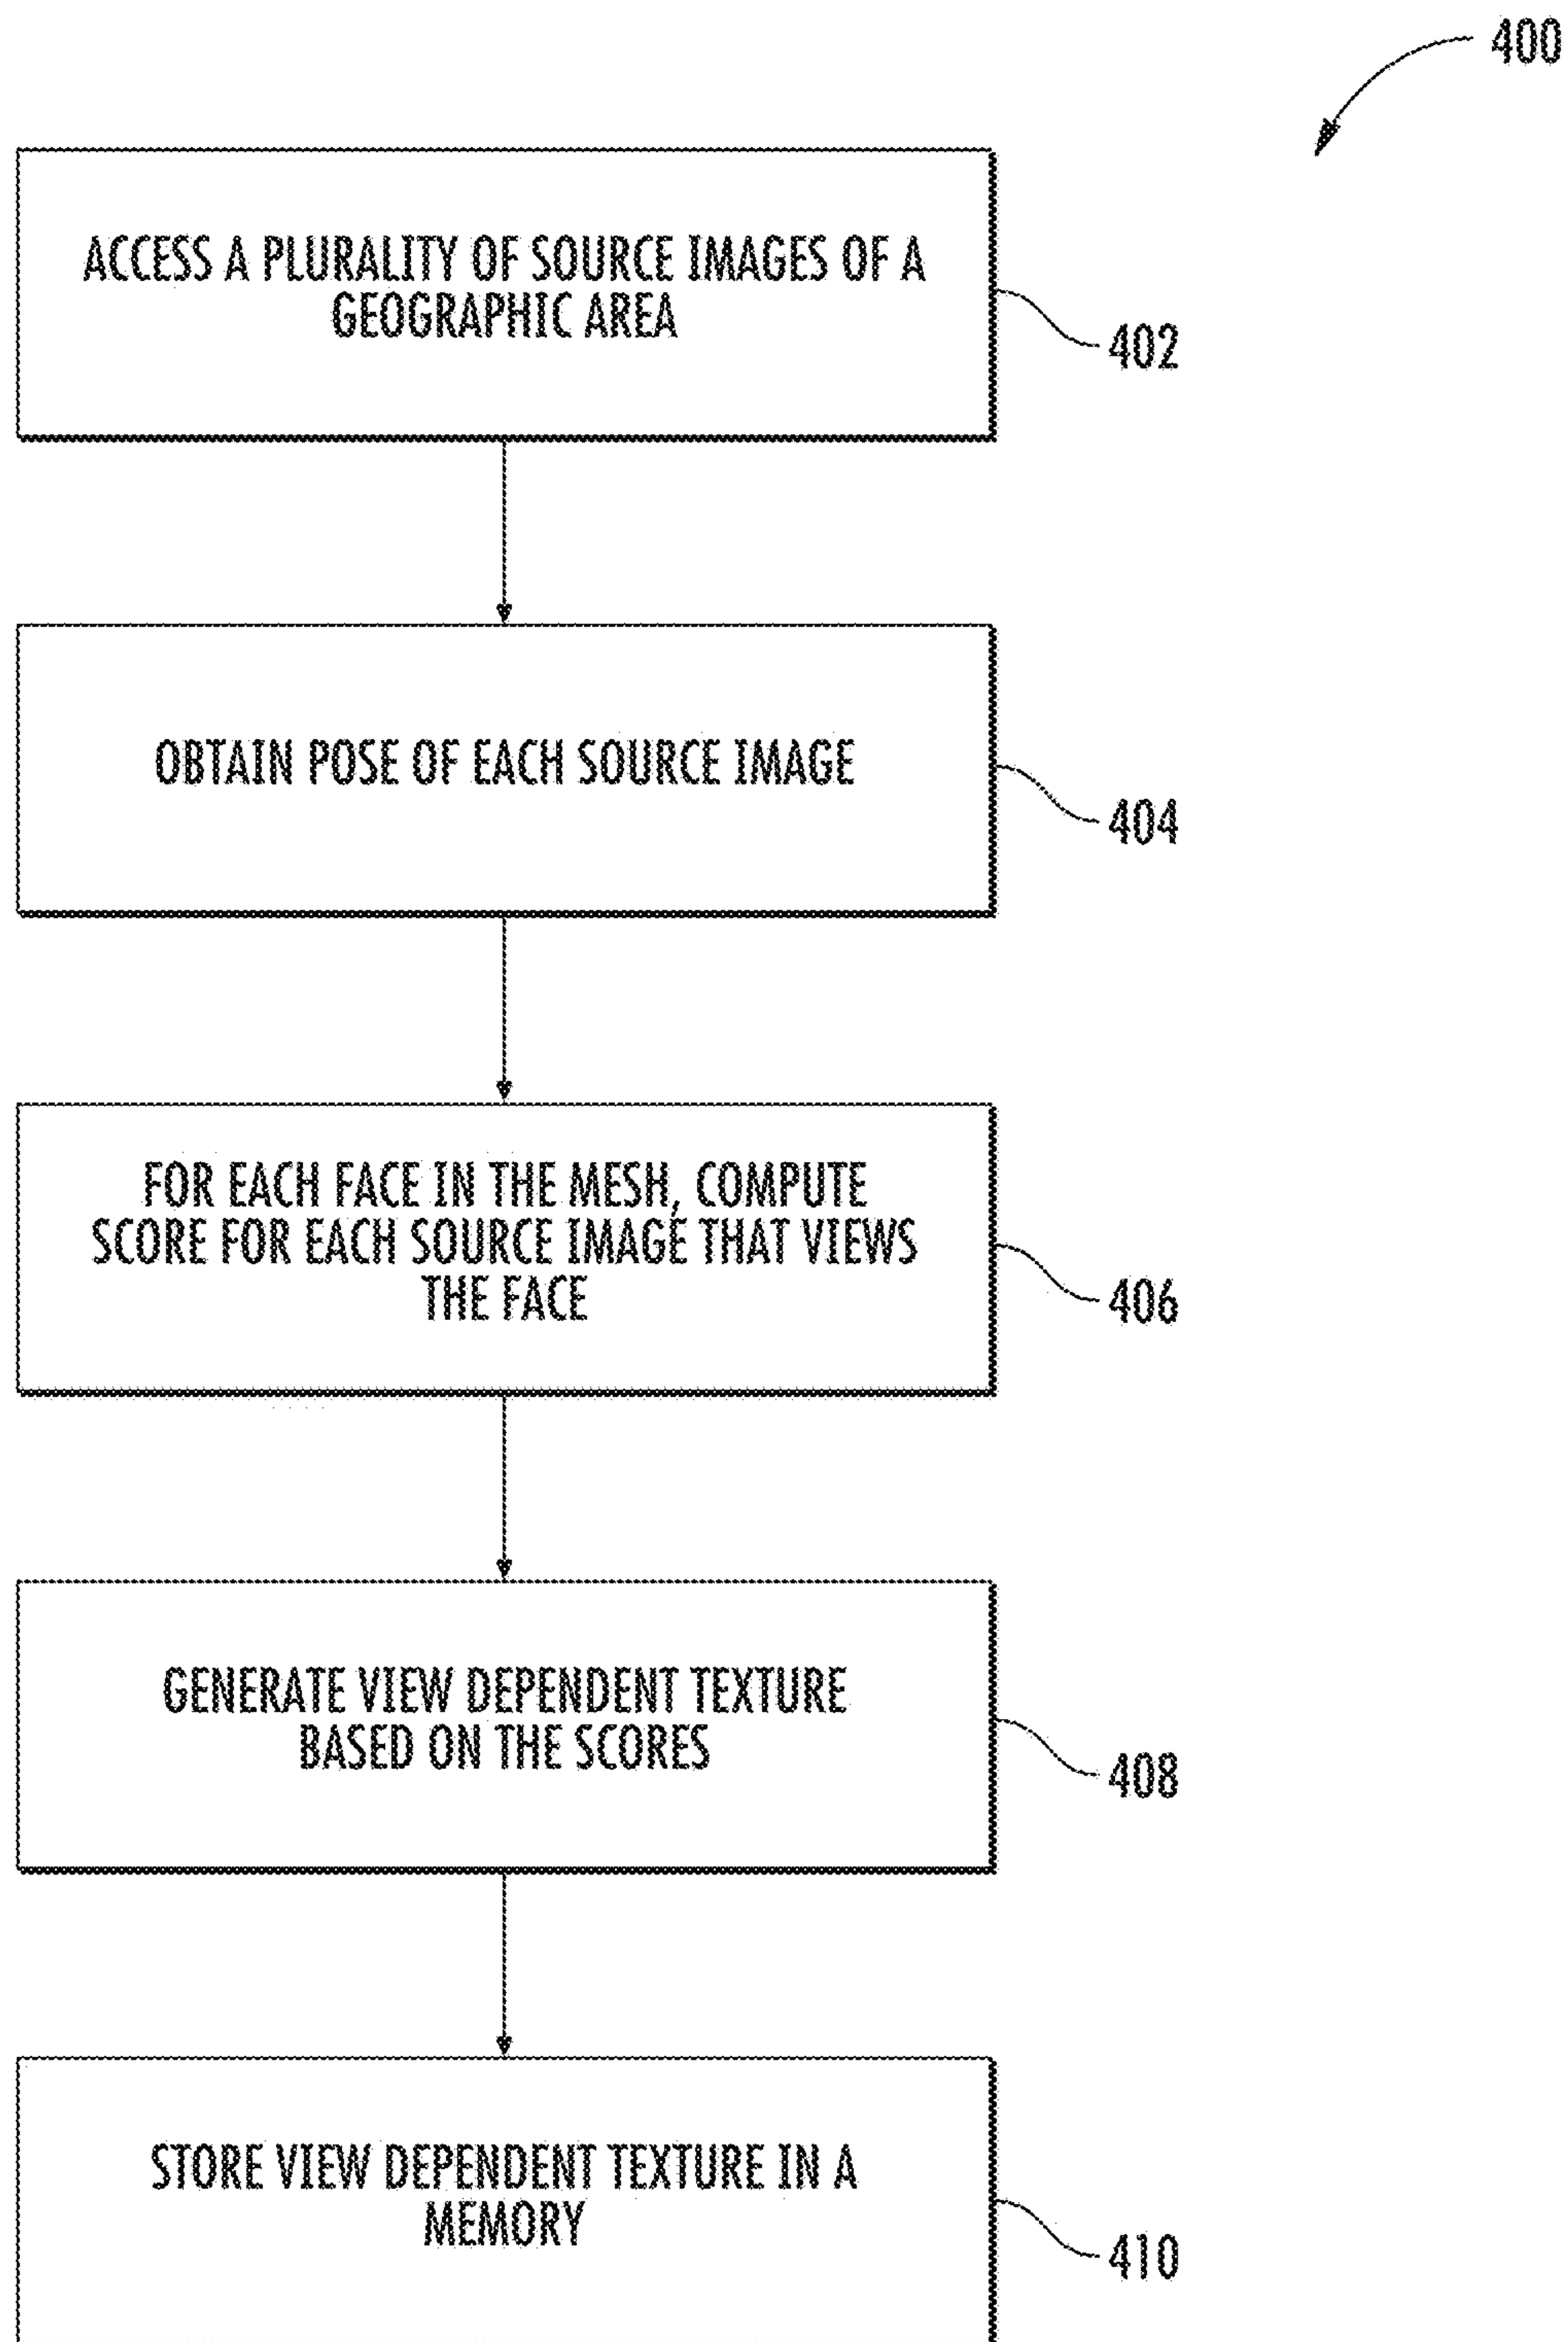 400
ACCESS A PLURALITY OF SOURCE IMAGES OF A
GEOGRAPHIC AREA
402
OBTAIN POSE OF EACH SOURCE IMAGE
404
FOR EACH FACE IN THE MESH, COMPUTE
SCORE FOR EACH SOURCE IMAGE THAT VIEWS
THE FACE
406
GENERATE VIEW DEPENDENT TEXTURE
BASED ON THE SCORES
408
STORE VIEW DEPENDENT TEXTURE IN A
MEMORY
410